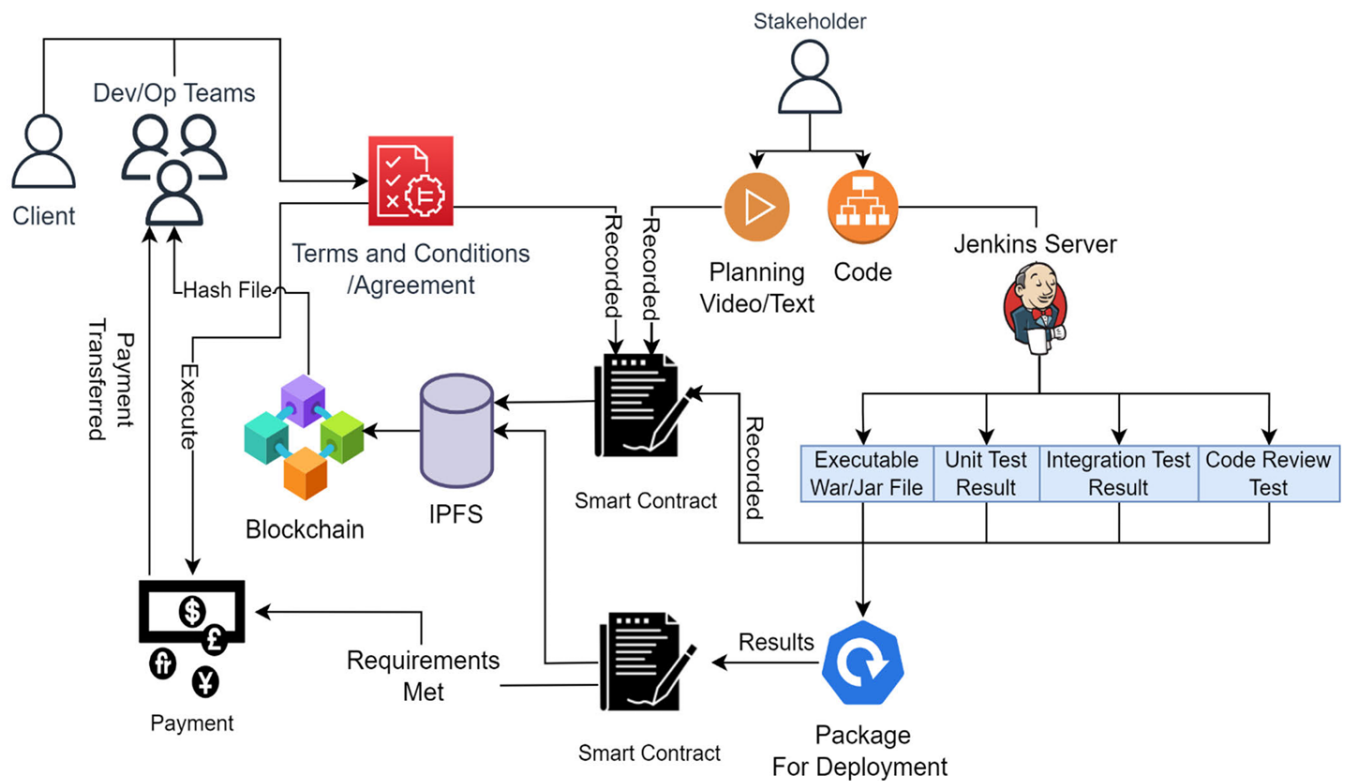 Stakeholder
Dev/Op Teams
Client
Terms and Conditions
/Agreement
Recorded
Recorded
Planning
Video/Text
Code
Jenkins Server
Hash File
Payment
Transferred
Execute
Blockchain
IPFS
Smart Contract
Recorded
Executable
War/Jar File
Unit Test
Result
Integration Test
Result
Code Review
Test
$
£
¥
Payment
Requirements
Met
Smart Contract
Results
Package
For Deployment